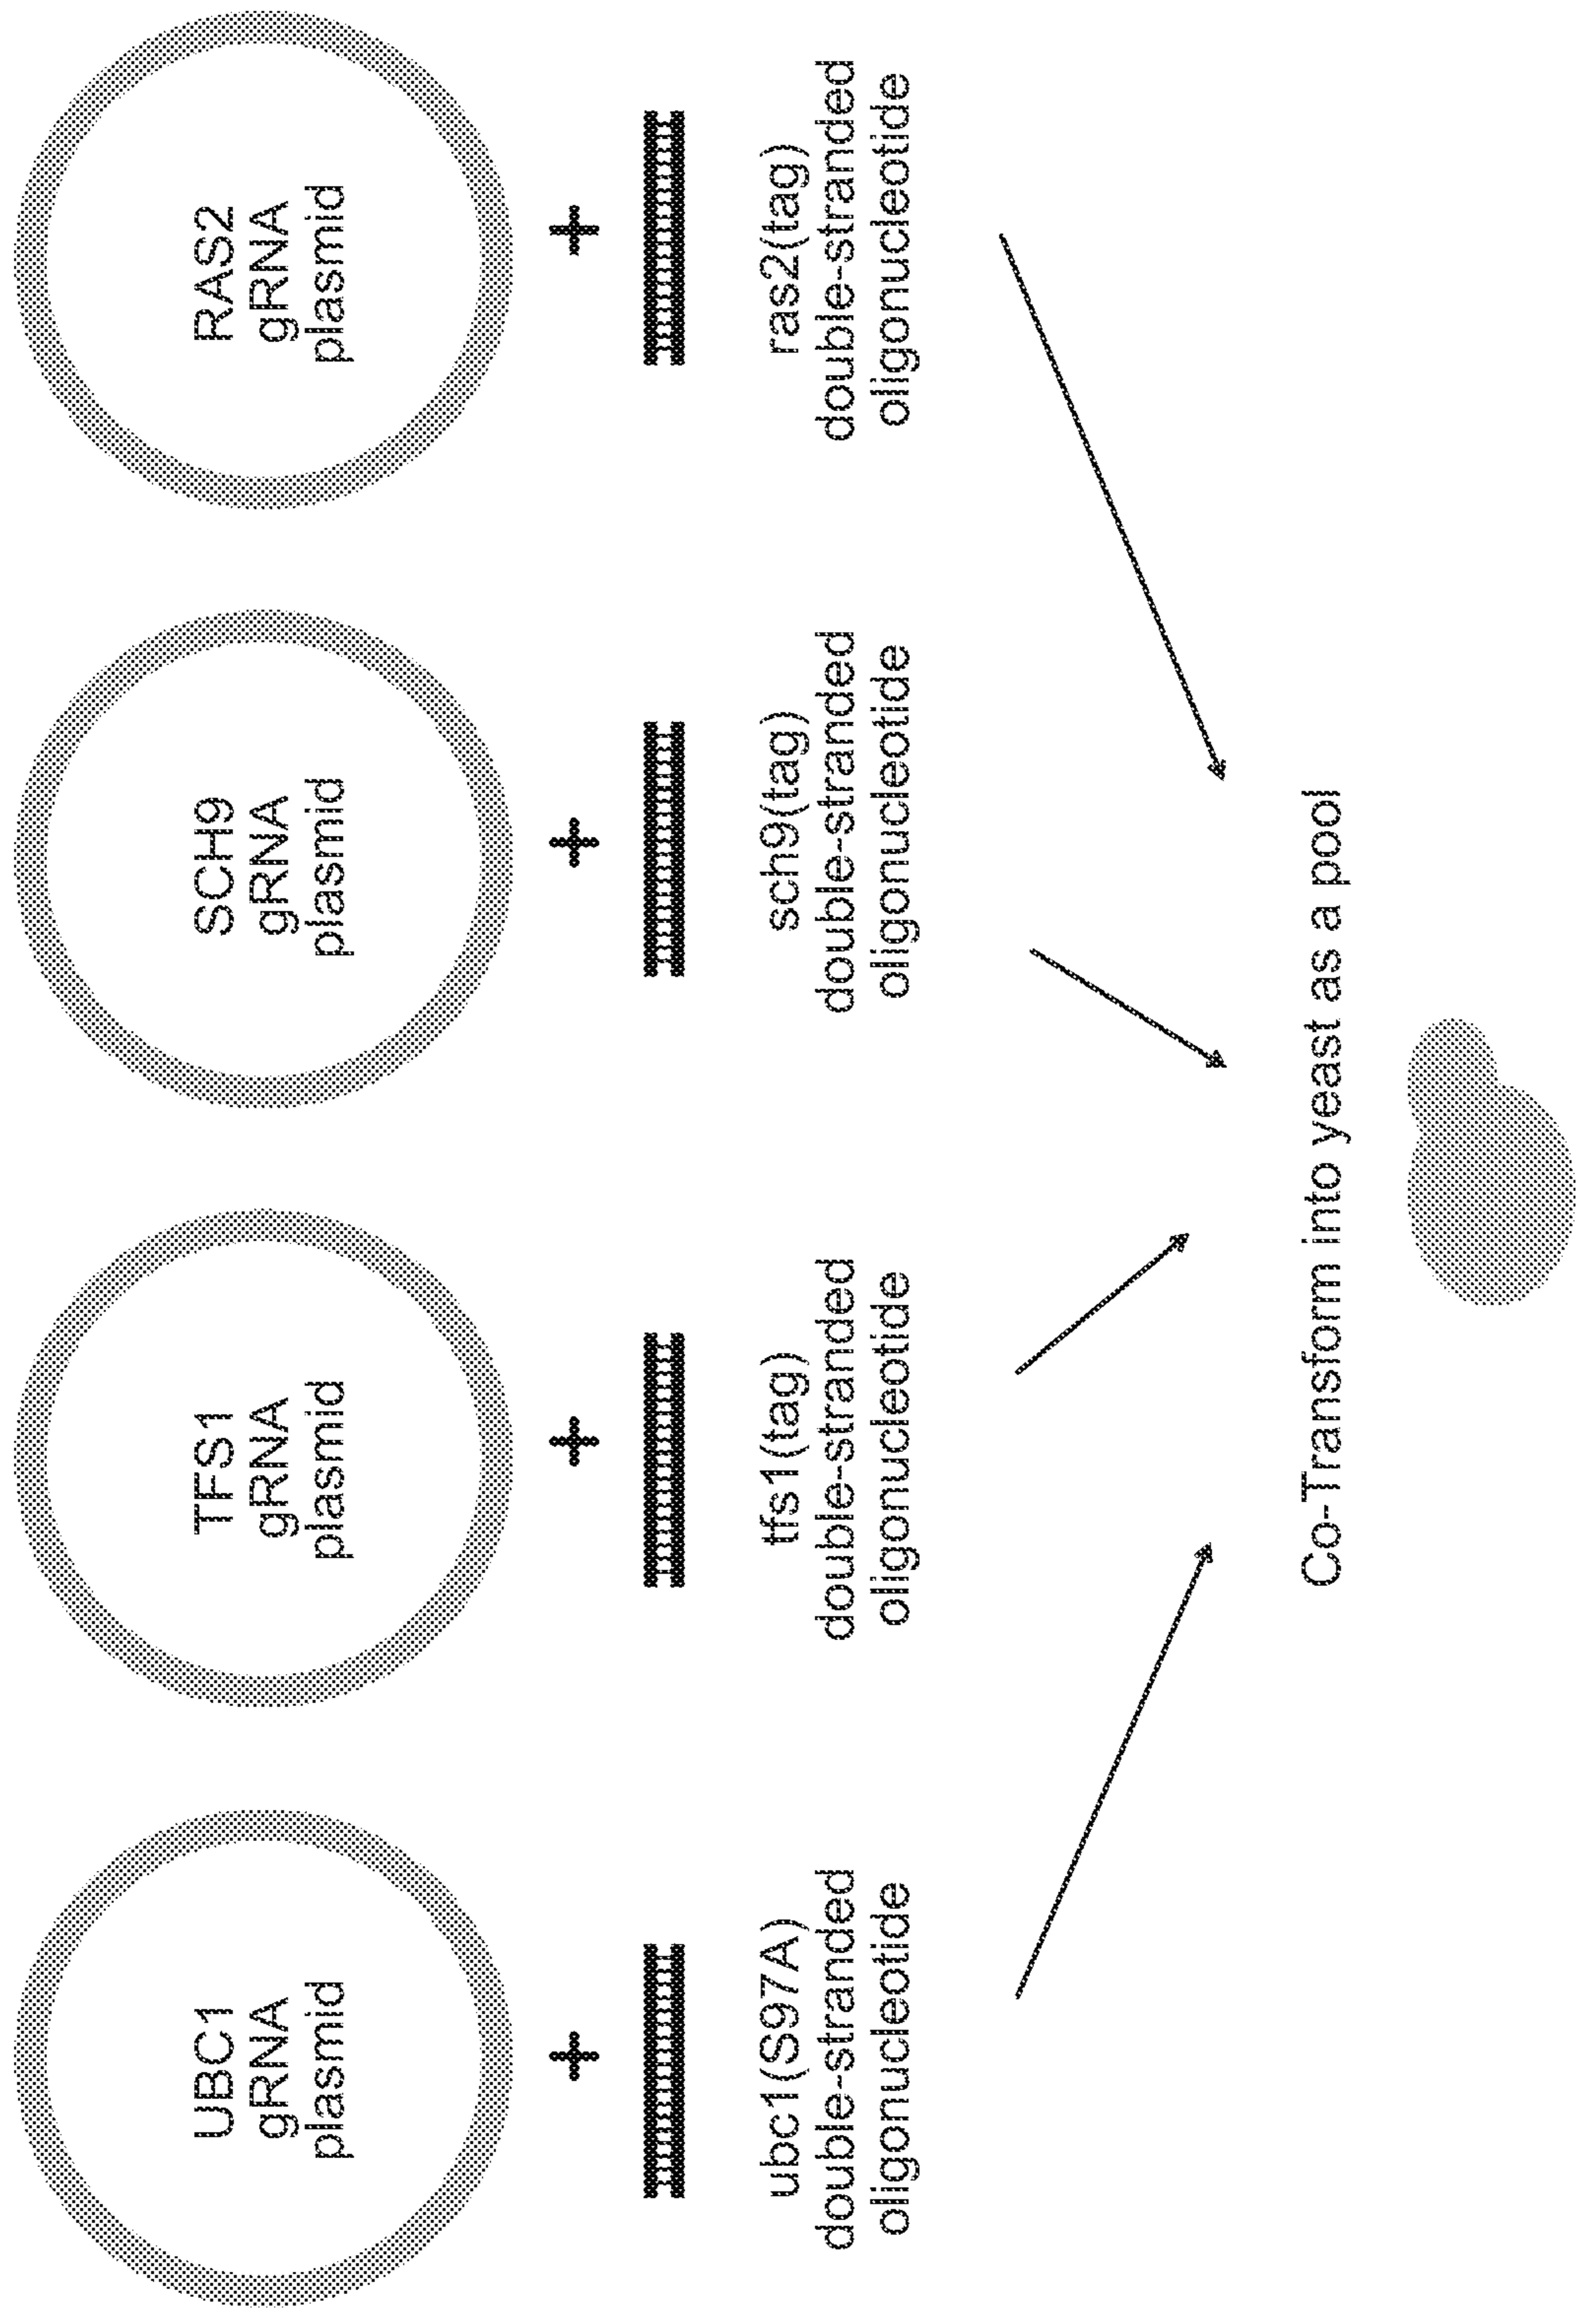 UBC1
gRNA
plasmid
TFS1
gRNA
plasmid
SCH9
gRNA
plasmid
RAS2
gRNA
plasmid
+
+
+
+
ubc1(S97A)
double-stranded
oligonucleotide
tfs1(tag)
double-stranded
oligonucleotide
sch9(tag)
double-stranded
oligonucleotide
ras2(tag)
double-stranded
oligonucleotide
Co-Transform into yeast as a pool